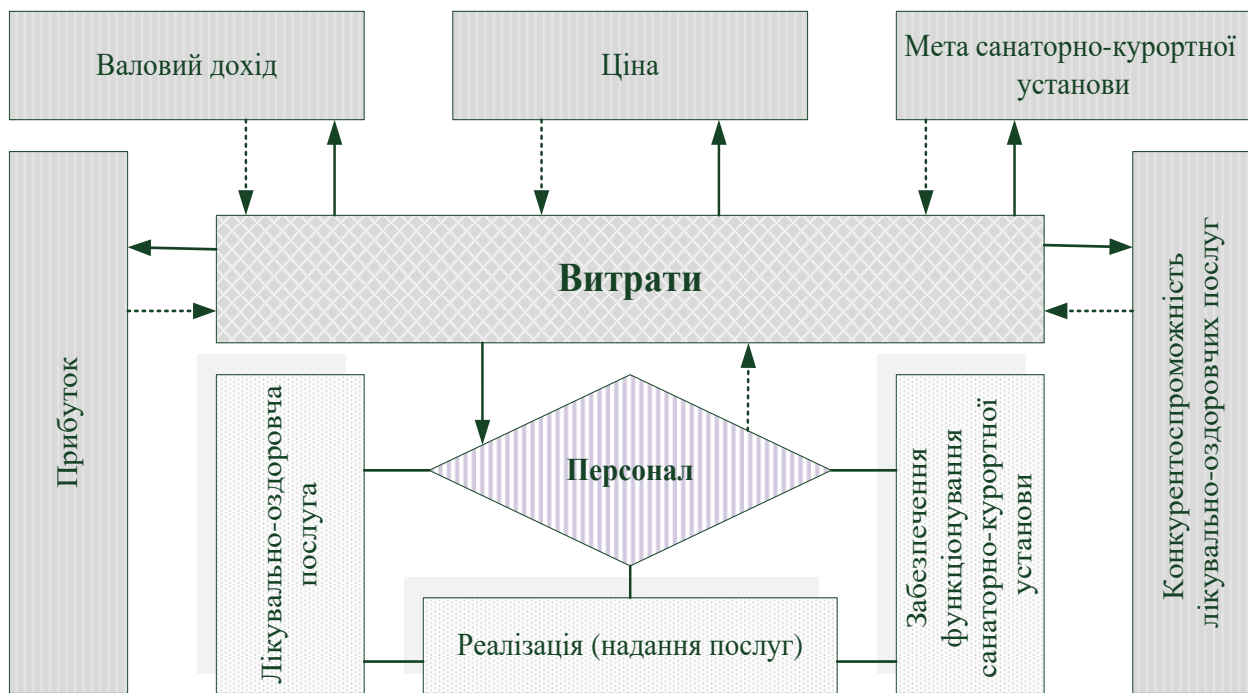 Валовий дохід
Ціна
Мета санаторно-курортної
установи
Прибуток
Витрати
Конкурентоспроможність
лікувально-оздоровчих послуг
Лікувально-оздоровча
послуга
Персонал
Забезпечення
функціонування
санаторно-курортної
установи
Реалізація (надання послуг)